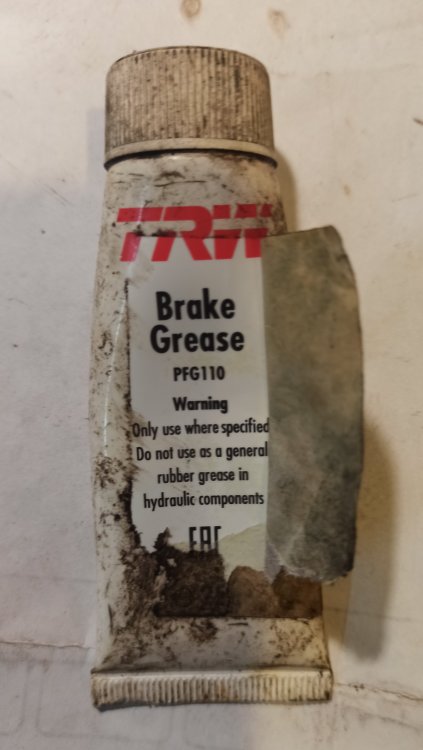 TRW
Brake
Grease
PFG110
Warning
Only use where specified
Do not use as a general
rubber grease in
hydraulic components
EAC